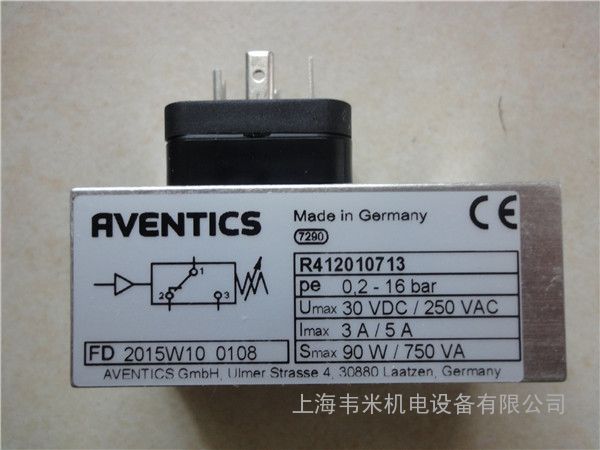 AVENTICS
Made in Germany
CE
7290
1
2
3
R412010713
pe 0,2 - 16 bar
Umax 30 VDC / 250 VAC
Imax 3 A / 5 A
Smax 90 W / 750 VA
FD 2015W10 0108
AVENTICS GmbH, Ulmer Strasse 4, 30880 Laatzen, Germany
上海韦米机电设备有限公司